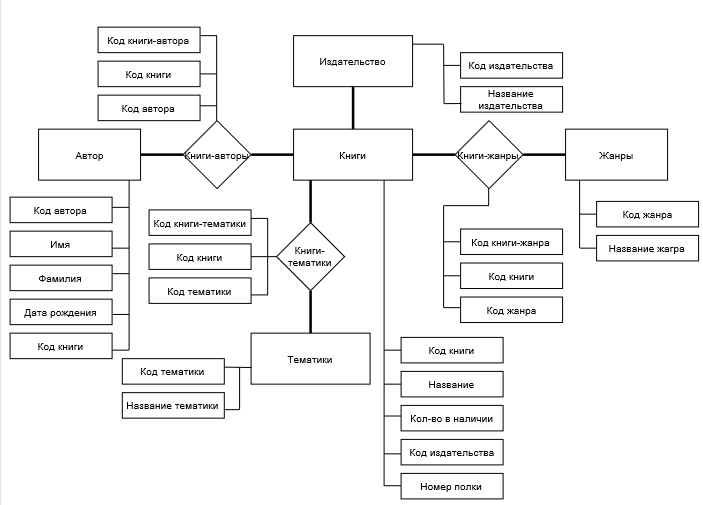 Код книги-автора
Код книги
Код автора
Издательство
Код издательства
Название
издательства
Автор
Книги-авторы
Книги
Книги-жанры
Жанры
Код автора
Имя
Фамилия
Дата рождения
Код книги
Код книги-тематики
Код книги
Код тематики
Книги-
тематики
Код книги-жанра
Код книги
Код жанра
Код жанра
Название жагра
Тематики
Код тематики
Название тематики
Код книги
Название
Кол-во в наличии
Код издательства
Номер полки